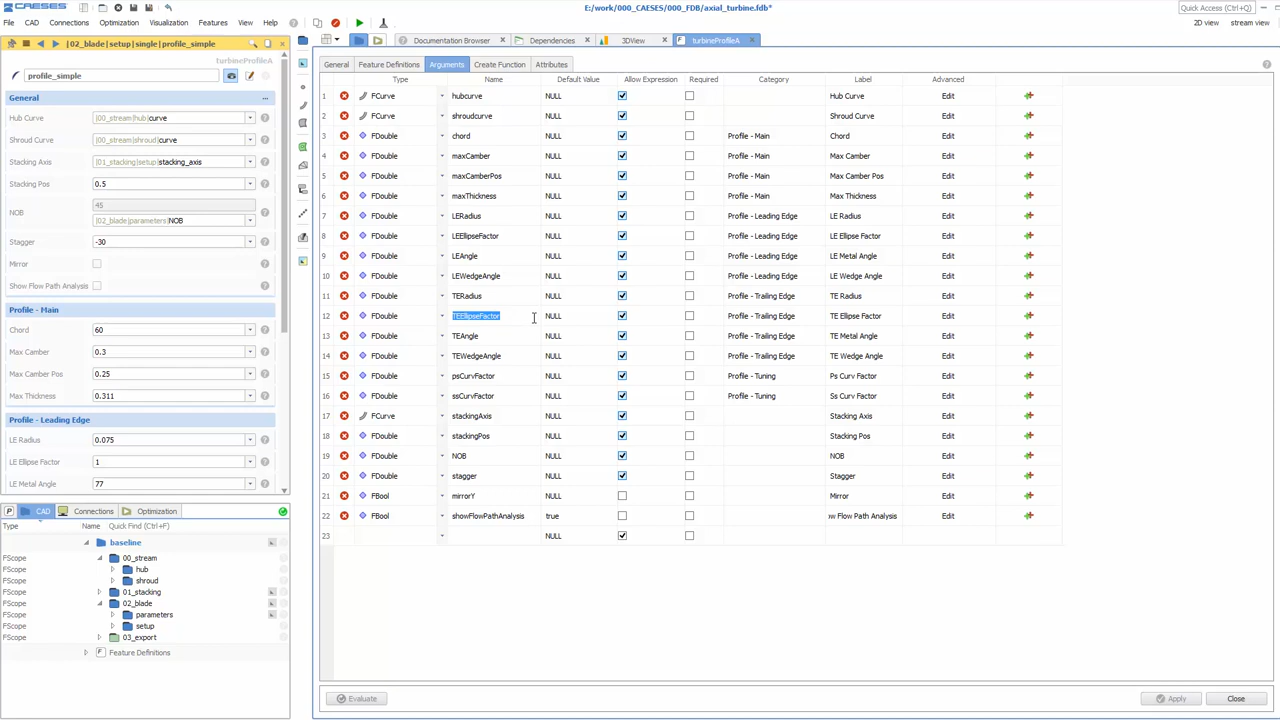 CAESES
E:/work/000_CAESES/000_FDB/axial_turbine.fdb*
Quick Access (Ctrl+Q)
File CAD Connections Optimization Visualization Features View Help
2D view stream view
|02_blade|setup|single|profile_simple
Documentation Browser Dependencies 3DView turbineProfileA
turbineProfileA
General Feature Definitions Arguments Create Function Attributes
profile_simple
Type Name Default Value Allow Expression Required Category Label Advanced
General ...
1 FCurve hubcurve NULL Hub Curve Edit
Hub Curve |00_stream|hub|curve
2 FCurve shroudcurve NULL Shroud Curve Edit
Shroud Curve |00_stream|shroud|curve
3 FDouble chord NULL Profile - Main Chord Edit
4 FDouble maxCamber NULL Profile - Main Max Camber Edit
Stacking Axis |01_stacking|setup|stacking_axis
5 FDouble maxCamberPos NULL Profile - Main Max Camber Pos Edit
Stacking Pos 0.5
6 FDouble maxThickness NULL Profile - Main Max Thickness Edit
NOB 45
|02_blade|parameters|NOB
7 FDouble LERadius NULL Profile - Leading Edge LE Radius Edit
8 FDouble LEEllipseFactor NULL Profile - Leading Edge LE Ellipse Factor Edit
Stagger -30
9 FDouble LEAngle NULL Profile - Leading Edge LE Metal Angle Edit
Mirror
10 FDouble LEWedgeAngle NULL Profile - Leading Edge LE Wedge Angle Edit
Show Flow Path Analysis
11 FDouble TERadius NULL Profile - Trailing Edge TE Radius Edit
Profile - Main
12 FDouble TEEllipseFactor NULL Profile - Trailing Edge TE Ellipse Factor Edit
Chord 60
13 FDouble TEAngle NULL Profile - Trailing Edge TE Metal Angle Edit
Max Camber 0.3
14 FDouble TEWedgeAngle NULL Profile - Trailing Edge TE Wedge Angle Edit
Max Camber Pos 0.25
15 FDouble psCurvFactor NULL Profile - Tuning Ps Curv Factor Edit
Max Thickness 0.311
16 FDouble ssCurvFactor NULL Profile - Tuning Ss Curv Factor Edit
Profile - Leading Edge
17 FCurve stackingAxis NULL Stacking Axis Edit
LE Radius 0.075
18 FDouble stackingPos NULL Stacking Pos Edit
LE Ellipse Factor 1
19 FDouble NOB NULL NOB Edit
LE Metal Angle 77
20 FDouble stagger NULL Stagger Edit
21 FBool mirrorY Mirror Edit
P CAD Connections Optimization
22 FBool showFlowPathAnalysis true ow Flow Path Analysis Edit
Type Name Quick Find (Ctrl+F)
23 NULL
baseline
FScope 00_stream
FScope hub
FScope shroud
FScope 01_stacking
FScope 02_blade
FScope parameters
FScope setup
FScope 03_export
F Feature Definitions
Evaluate Apply Close